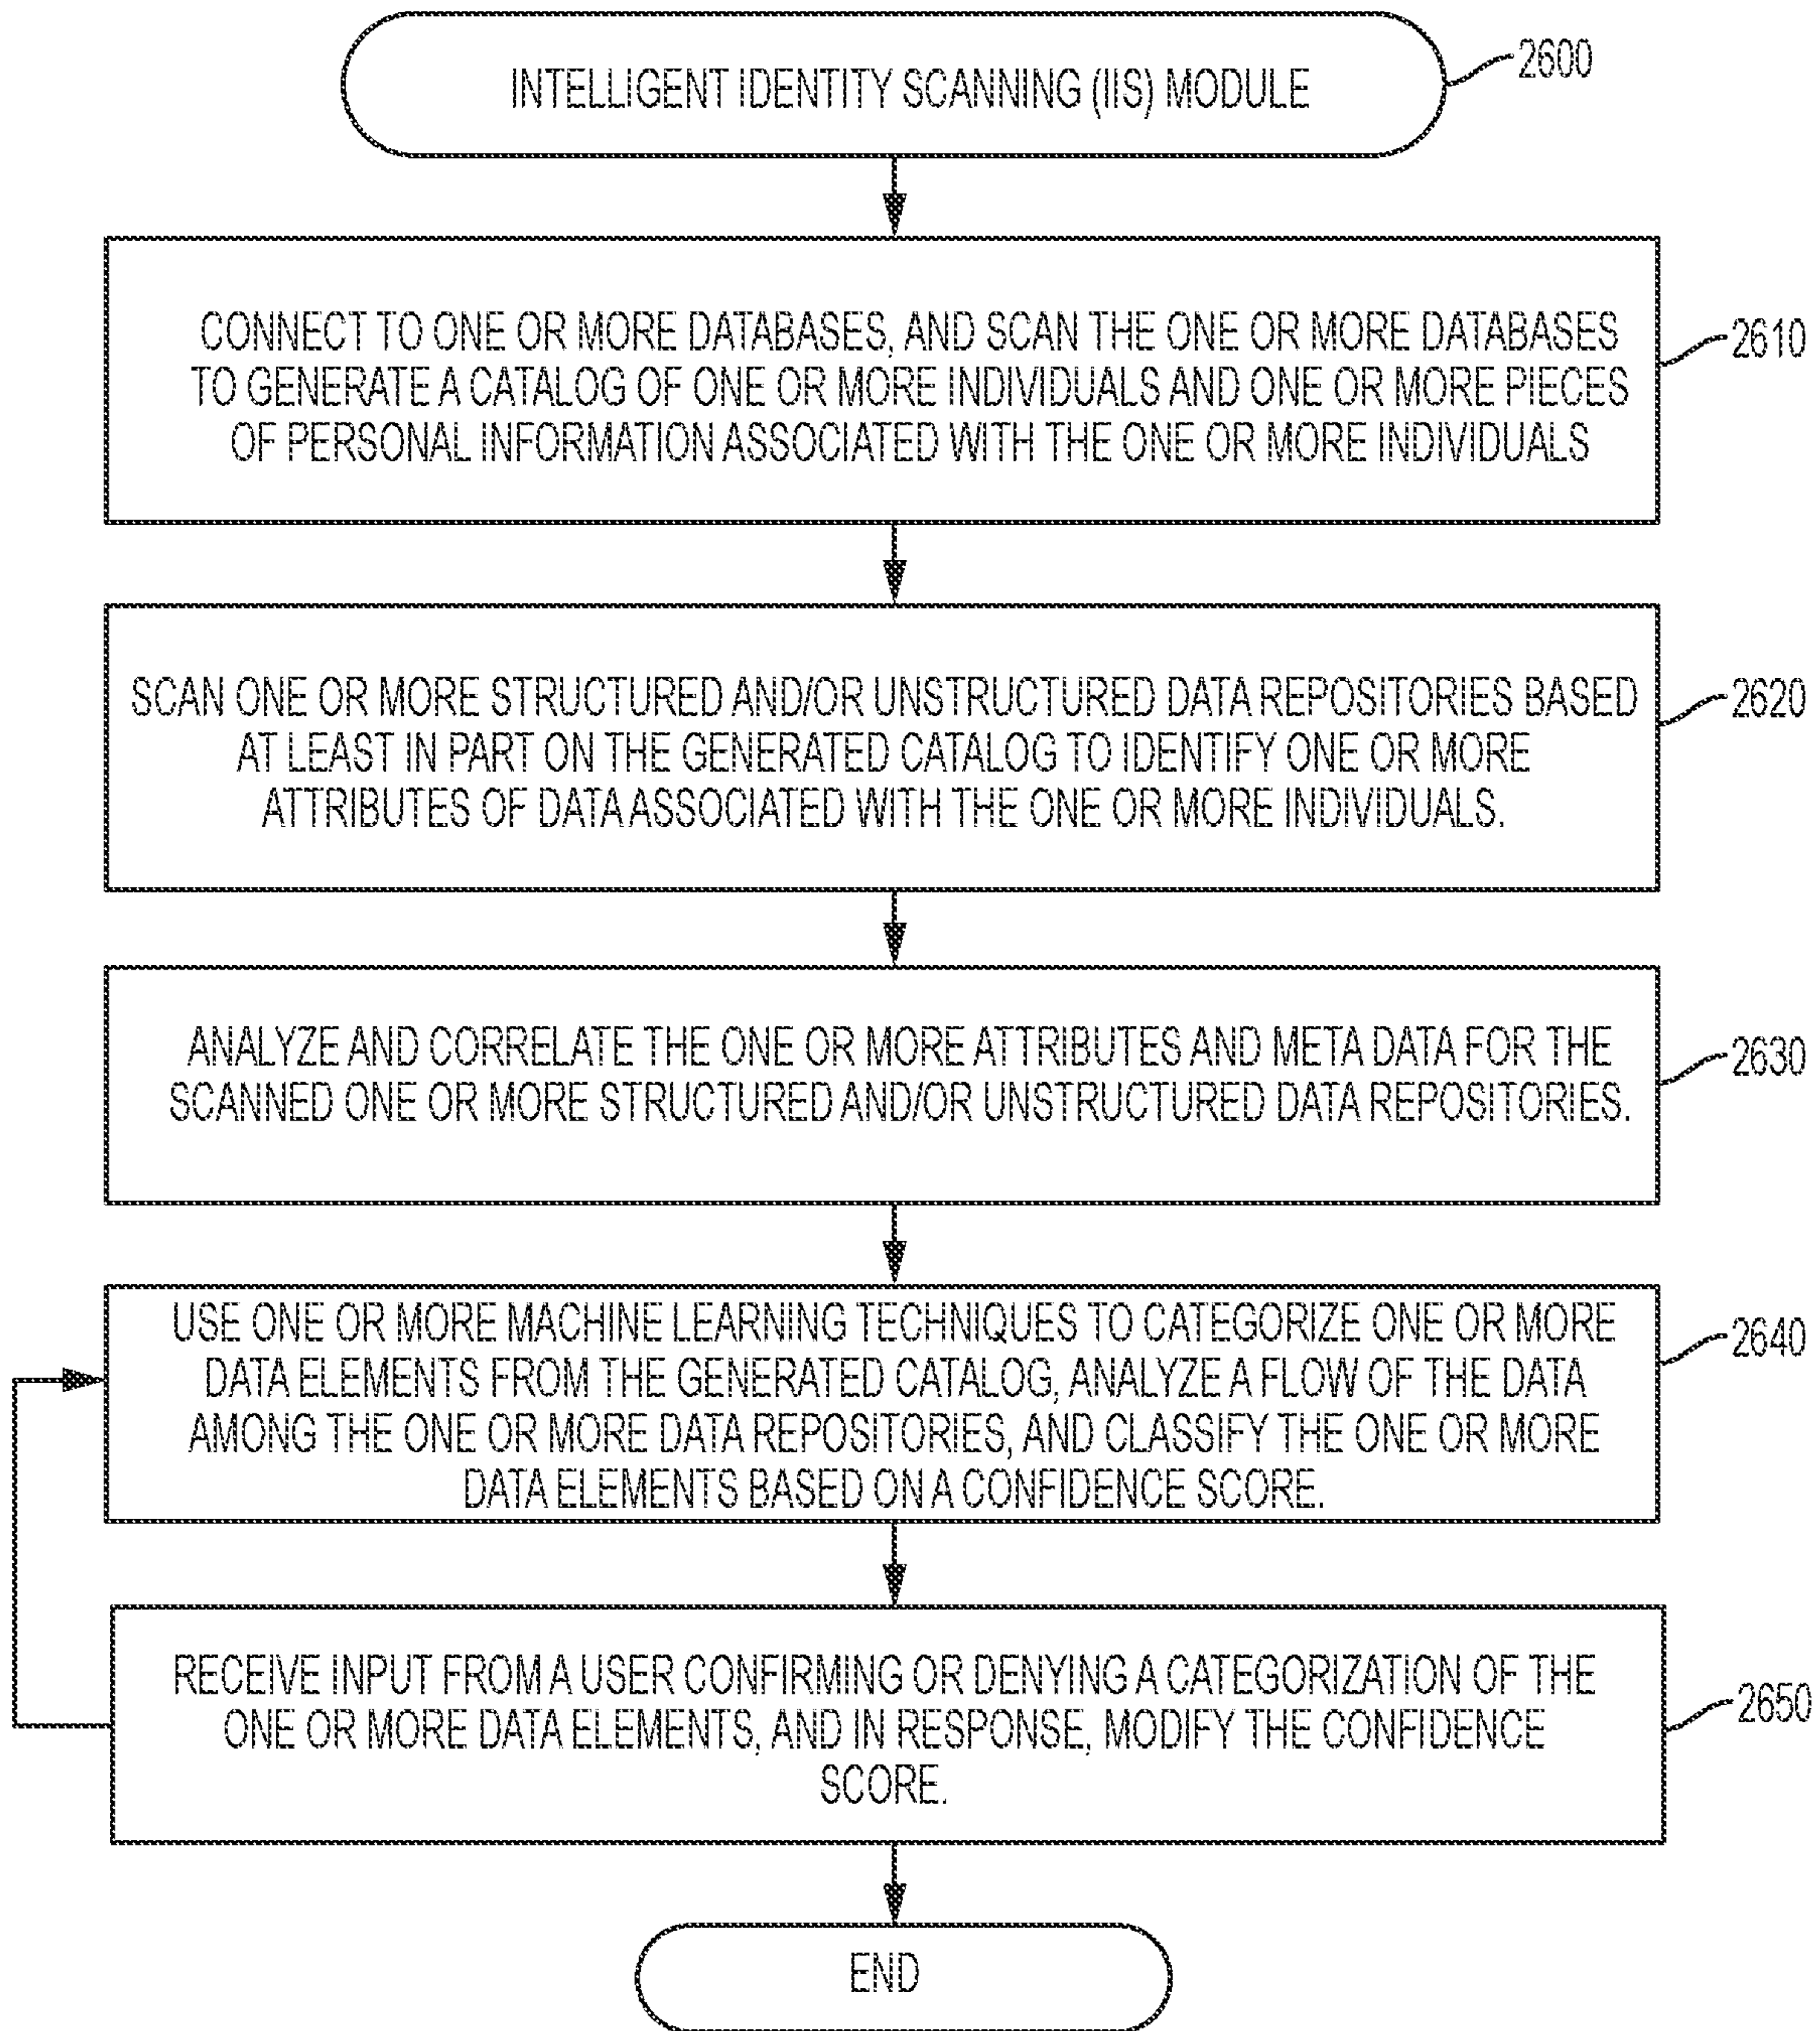 INTELLIGENT IDENTITY SCANNING (IIS) MODULE
2600
CONNECT TO ONE OR MORE DATABASES, AND SCAN THE ONE OR MORE DATABASES
TO GENERATE A CATALOG OF ONE OR MORE INDIVIDUALS AND ONE OR MORE PIECES
OF PERSONAL INFORMATION ASSOCIATED WITH THE ONE OR MORE INDIVIDUALS
2610
SCAN ONE OR MORE STRUCTURED AND/OR UNSTRUCTURED DATA REPOSITORIES BASED
AT LEAST IN PART ON THE GENERATED CATALOG TO IDENTIFY ONE OR MORE
ATTRIBUTES OF DATA ASSOCIATED WITH THE ONE OR MORE INDIVIDUALS.
2620
ANALYZE AND CORRELATE THE ONE OR MORE ATTRIBUTES AND META DATA FOR THE
SCANNED ONE OR MORE STRUCTURED AND/OR UNSTRUCTURED DATA REPOSITORIES.
2630
USE ONE OR MORE MACHINE LEARNING TECHNIQUES TO CATEGORIZE ONE OR MORE
DATA ELEMENTS FROM THE GENERATED CATALOG, ANALYZE A FLOW OF THE DATA
AMONG THE ONE OR MORE DATA REPOSITORIES, AND CLASSIFY THE ONE OR MORE
DATA ELEMENTS BASED ON A CONFIDENCE SCORE.
2640
RECEIVE INPUT FROM A USER CONFIRMING OR DENYING A CATEGORIZATION OF THE
ONE OR MORE DATA ELEMENTS, AND IN RESPONSE, MODIFY THE CONFIDENCE
SCORE.
2650
END